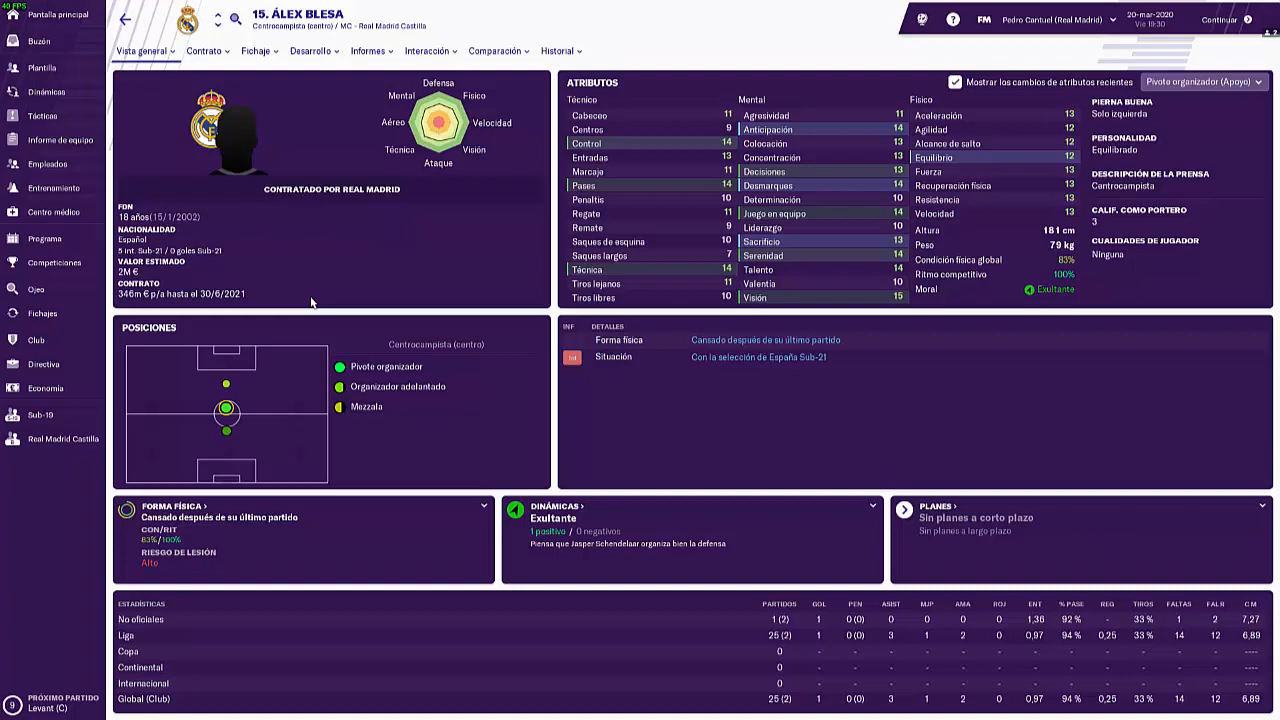 40 FPS
Pantalla principal
Buzón
Plantilla
Dinámicas
Tácticas
Informe de equipo
Empleados
Entrenamiento
Centro médico
Programa
Competiciones
Ojeo
Fichajes
Club
Directiva
Economía
Sub-19
Real Madrid Castilla
9 PRÓXIMO PARTIDO
Levant (C)
15. ÁLEX BLESA
Centrocampista (centro) / MC - Real Madrid Castilla
FM Pedro Cantuel (Real Madrid) 20-mar-2020
Vie 19:30
Continuar
Vista general Contrato Fichaje Desarrollo Informes Interacción Comparación Historial
Defensa
Mental Físico
Aéreo Velocidad
Técnica Visión
Ataque
CONTRATADO POR REAL MADRID
FDN
18 años (15/1/2002)
NACIONALIDAD
Español
5 int. Sub-21 / 0 goles Sub-21
VALOR ESTIMADO
2M €
CONTRATO
346m € p/a hasta el 30/6/2021
ATRIBUTOS
Mostrar los cambios de atributos recientes
Pivote organizador (Apoyo)
Técnico Mental Físico
Cabeceo 11 Agresividad 11 Aceleración 13
Centros 9 Anticipación 14 Agilidad 12
Control 14 Colocación 13 Alcance de salto 12
Entradas 13 Concentración 13 Equilibrio 12
Marcaje 11 Decisiones 13 Fuerza 13
Pases 14 Desmarques 14 Recuperación física 13
Penaltis 10 Determinación 10 Resistencia 13
Regate 11 Juego en equipo 14 Velocidad 13
Remate 9 Liderazgo 10 Altura 181 cm
Saques de esquina 10 Sacrificio 13 Peso 79 kg
Saques largos 7 Serenidad 14 Condición física global 83%
Técnica 14 Talento 14 Ritmo competitivo 100%
Tiros lejanos 11 Valentía 10 Moral Exultante
Tiros libres 10 Visión 15
PIERNA BUENA
Solo izquierda
PERSONALIDAD
Equilibrado
DESCRIPCIÓN DE LA PRENSA
Centrocampista
CALIF. COMO PORTERO
3
CUALIDADES DE JUGADOR
Ninguna
POSICIONES
Centrocampista (centro)
Pivote organizador
Organizador adelantado
Mezzala
INF DETALLES
Forma física Cansado después de su último partido
Int Situación Con la selección de España Sub-21
FORMA FÍSICA >
Cansado después de su último partido
CON/RIT
83%/100%
RIESGO DE LESIÓN
Alto
DINÁMICAS >
Exultante
1 positivo / 0 negativos
Piensa que Jasper Schendelaar organiza bien la defensa
PLANES >
Sin planes a corto plazo
Sin planes a largo plazo
ESTADÍSTICAS PARTIDOS GOL PEN ASIST MJP AMA ROJ ENT % PASE REG TIROS FALTAS FALR C M
No oficiales 1 (2) 1 0 (0) 0 0 0 0 1,36 92 % - 33 % 1 2 7,27
Liga 25 (2) 1 0 (0) 3 1 2 0 0,97 94 % 0,25 33 % 14 12 6,89
Copa 0 - - - - - - - - - - - - ----
Continental 0 - - - - - - - - - - - - ----
Internacional 0 - - - - - - - - - - - - ----
Global (Club) 25 (2) 1 0 (0) 3 1 2 0 0,97 94 % 0,25 33 % 14 12 6,89